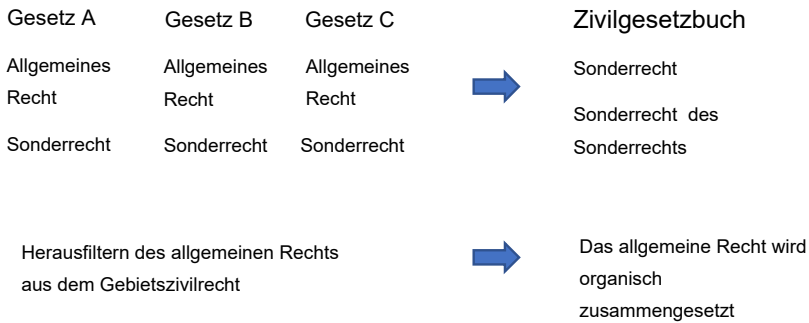 Gesetz A Gesetz B Gesetz C Zivilgesetzbuch
Allgemeines
Recht
Allgemeines
Recht
Allgemeines
Recht
Sonderrecht
Sonderrecht
Sonderrecht
Sonderrecht
Sonderrecht des
Sonderrechts
Herausfiltern des allgemeinen Rechts
aus dem Gebietszivilrecht
Das allgemeine Recht wird
organisch
zusammengesetzt